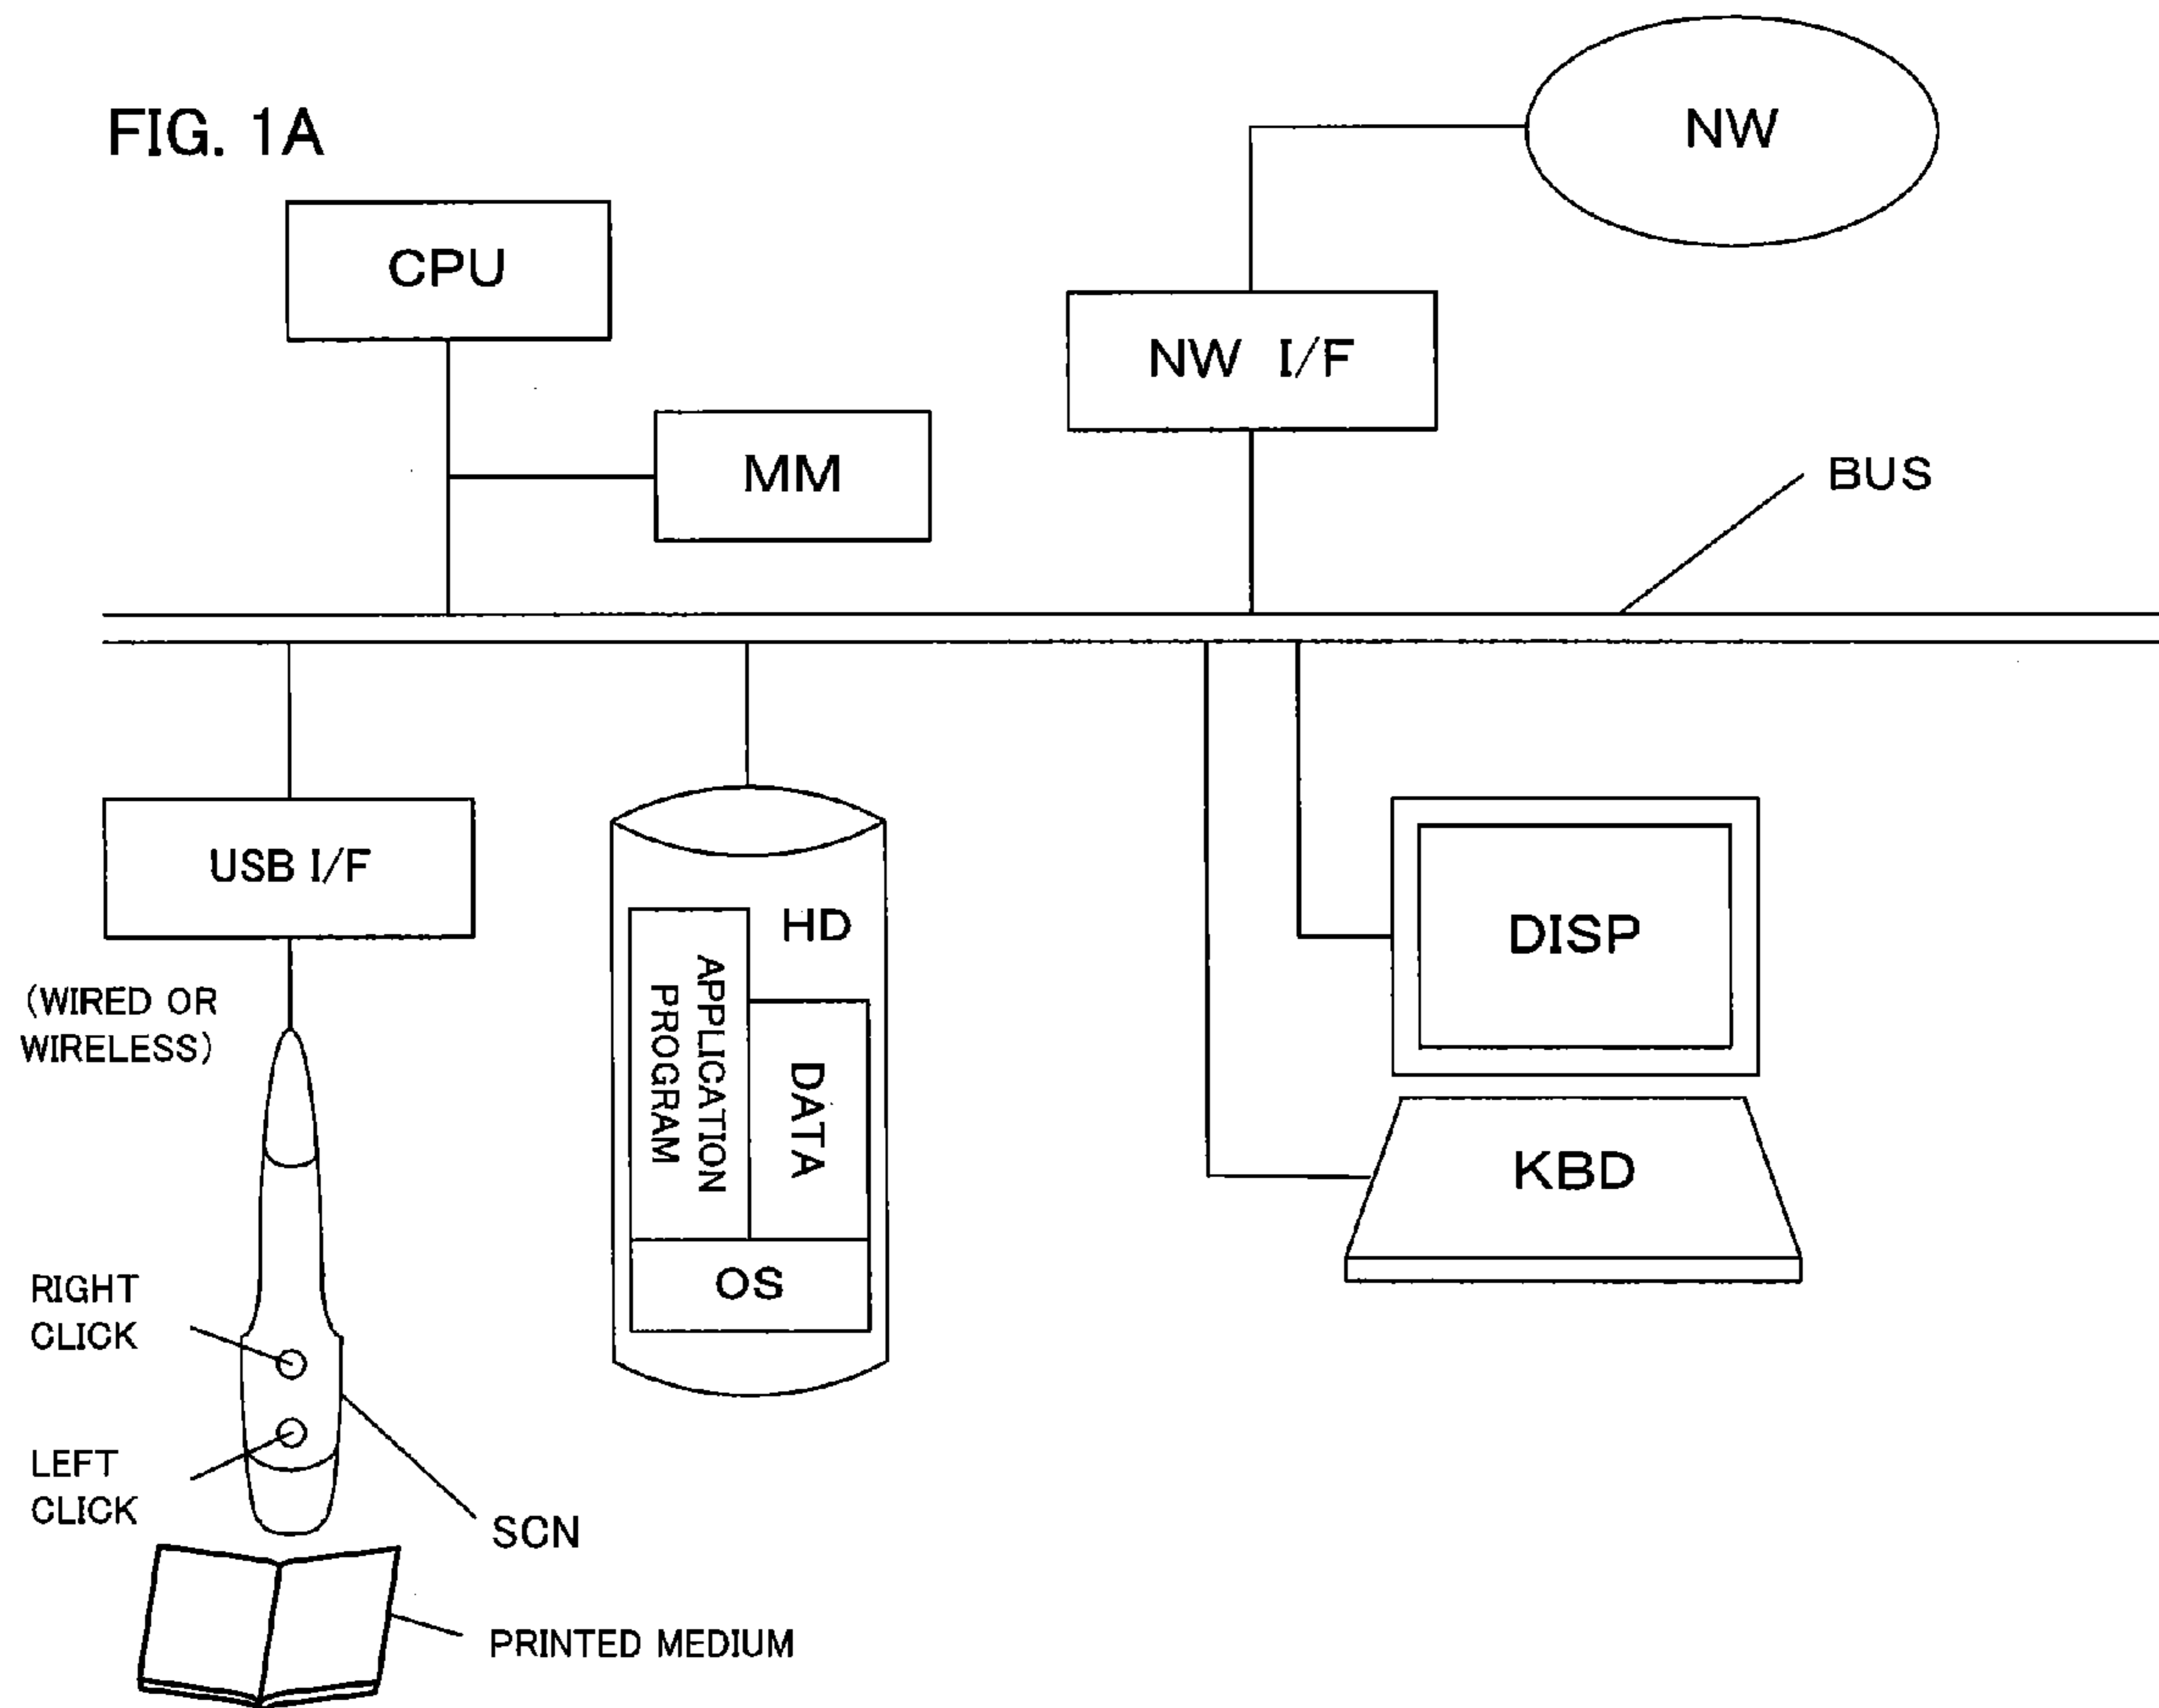 FIG. 1A
NW
CPU
NW I/F
MM
BUS
USB I/F
(WIRED OR
WIRELESS)
HD
APPLICATION
PROGRAM
DATA
OS
DISP
KBD
RIGHT
CLICK
LEFT
CLICK
SCN
PRINTED MEDIUM